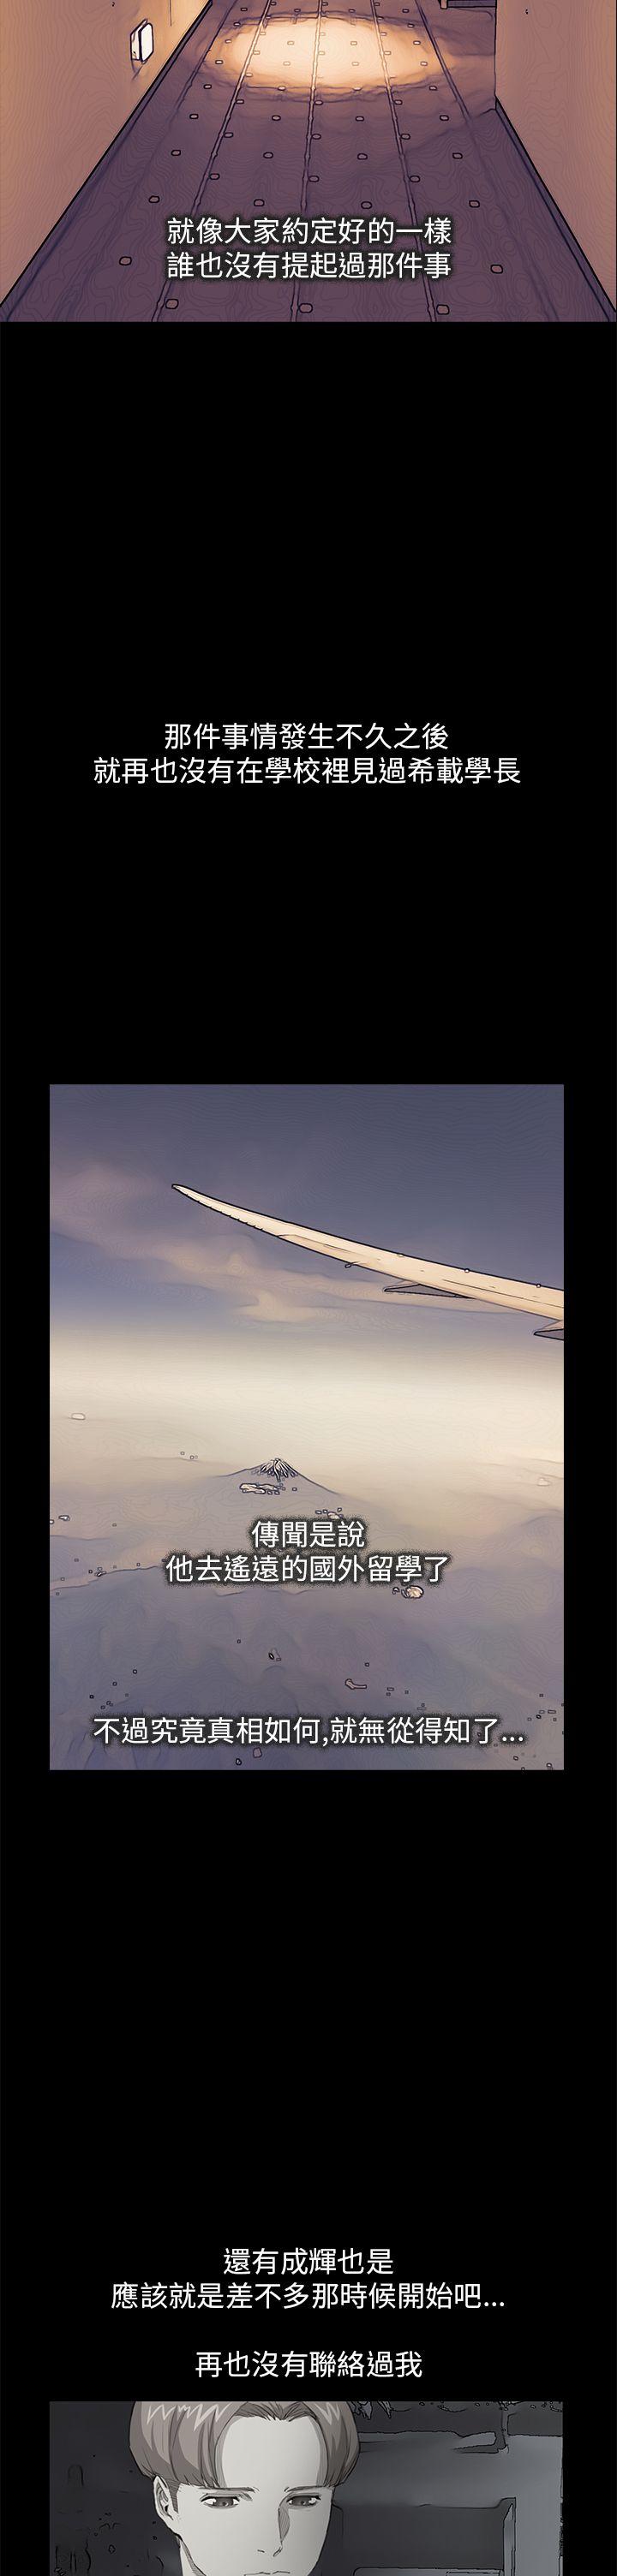 就像大家約定好的一樣
誰也沒有提起過那件事
那件事情發生不久之後
就再也沒有在學校裡見過希載學長
傳聞是說
他去遙遠的國外留學了
不過究竟真相如何,就無從得知了...
還有成輝也是
應該就是差不多那時候開始吧...
再也沒有聯絡過我